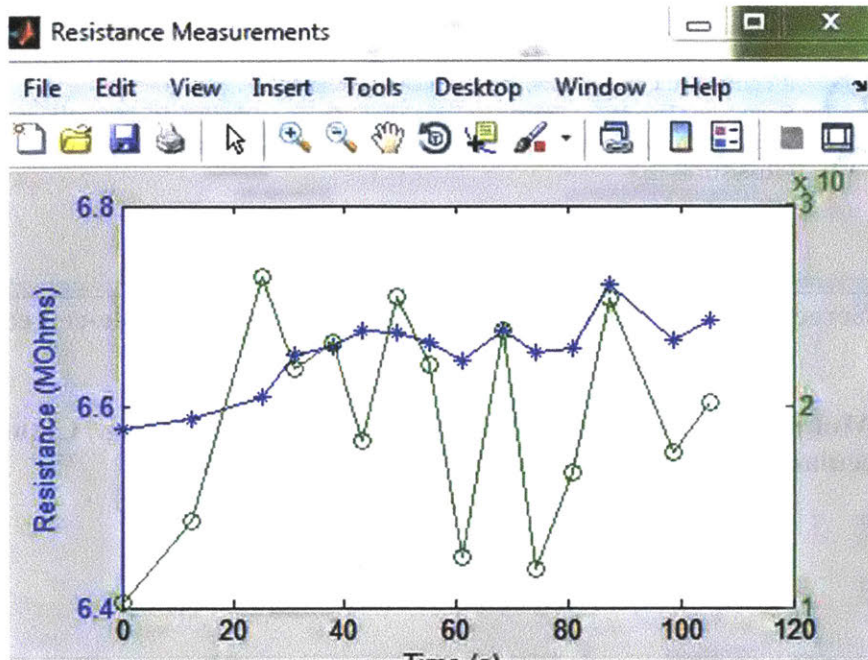 Resistance Measurements
File Edit View Insert Tools Desktop Window Help
x 10
6.8
3
Resistance (MOhms)
6.6
2
6.4
1
0 20 40 60 80 100 120
Time (s)